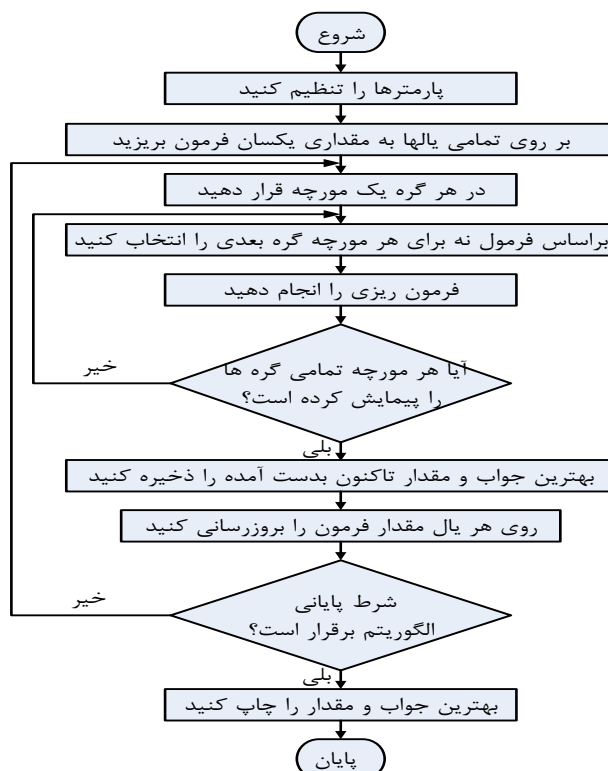 شروع
پارمترها را تنظیم کنید
بر روی تمامی یالها به مقداری یکسان فرمون بریزید
در هر گره یک مورچه قرار دهید
براساس فرمول نه برای هر مورچه گره بعدی را انتخاب کنید
فرمون ریزی را انجام دهید
آیا هر مورچه تمامی گره ها
را پیمایش کرده است؟
خیر
بلی
بهترین جواب و مقدار تاکنون بدست آمده را ذخیره کنید
روی هر یال مقدار فرمون را بروزرسانی کنید
شرط پایانی
الگوریتم برقرار است؟
خیر
بلی
بهترین جواب و مقدار را چاپ کنید
پایان